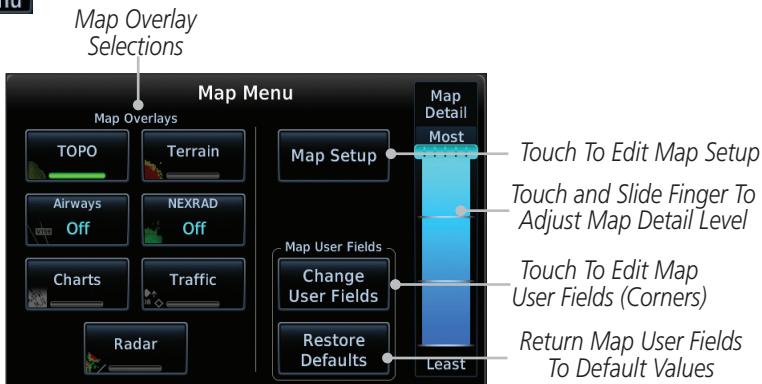 nu
Map Overlay
Selections
Map Menu
Map Overlays
TOPO
Terrain
Airways
Off
NEXRAD
Off
Charts
Traffic
Radar
Map Setup
Map User Fields
Change
User Fields
Restore
Defaults
Map
Detail
Most
Least
Touch To Edit Map Setup
Touch and Slide Finger To
Adjust Map Detail Level
Touch To Edit Map
User Fields (Corners)
Return Map User Fields
To Default Values